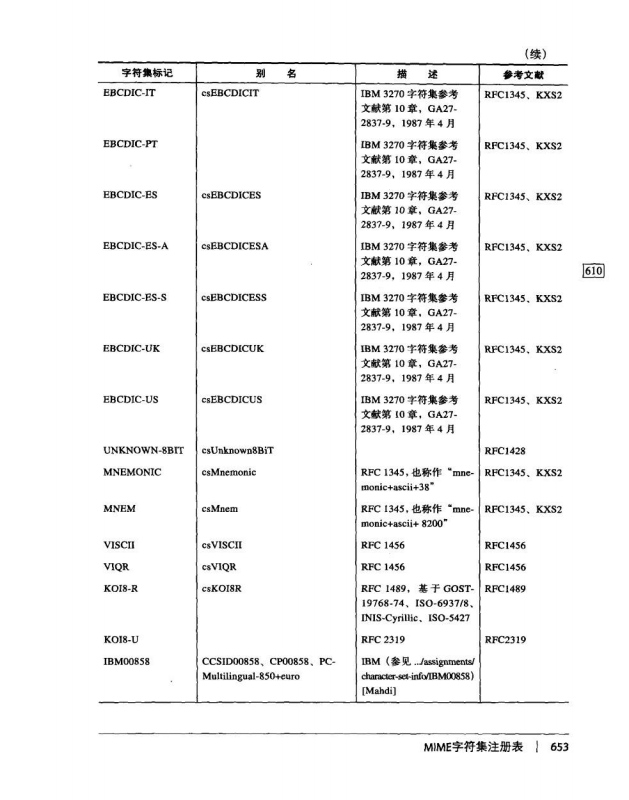 （续）
字符集标记 别 名 描 述 参考文献
EBCDIC-IT csEBCDICIT IBM 3270 字符集参考 RFC1345、KXS2
文献第 10 章，GA27-
2837-9，1987 年 4 月
EBCDIC-PT IBM 3270 字符集参考 RFC1345、KXS2
文献第 10 章，GA27-
2837-9，1987 年 4 月
EBCDIC-ES csEBCDICES IBM 3270 字符集参考 RFC1345、KXS2
文献第 10 章，GA27-
2837-9，1987 年 4 月
EBCDIC-ES-A csEBCDICESA IBM 3270 字符集参考 RFC1345、KXS2
文献第 10 章，GA27-
2837-9，1987 年 4 月
610
EBCDIC-ES-S csEBCDICESS IBM 3270 字符集参考 RFC1345、KXS2
文献第 10 章，GA27-
2837-9，1987 年 4 月
EBCDIC-UK csEBCDICUK IBM 3270 字符集参考 RFC1345、KXS2
文献第 10 章，GA27-
2837-9，1987 年 4 月
EBCDIC-US csEBCDICUS IBM 3270 字符集参考 RFC1345、KXS2
文献第 10 章，GA27-
2837-9，1987 年 4 月
UNKNOWN-8BIT csUnknown8BiT RFC1428
MNEMONIC csMnemonic RFC 1345，也称作“mne- RFC1345、KXS2
monic+ascii+38”
MNEM csMnem RFC 1345，也称作“mne- RFC1345、KXS2
monic+ascii+ 8200”
VISCII csVISCII RFC 1456 RFC1456
VIQR csVIQR RFC 1456 RFC1456
KOI8-R csKOI8R RFC 1489，基于 GOST- RFC1489
19768-74、ISO-6937/8、
INIS-Cyrillic、ISO-5427
KOI8-U RFC 2319 RFC2319
IBM00858 CCSID00858、CP00858、PC- IBM（参见 .../assignments/
Multilingual-850+euro character-set-info/IBM00858）
[Mahdi]
MIME字符集注册表 | 653